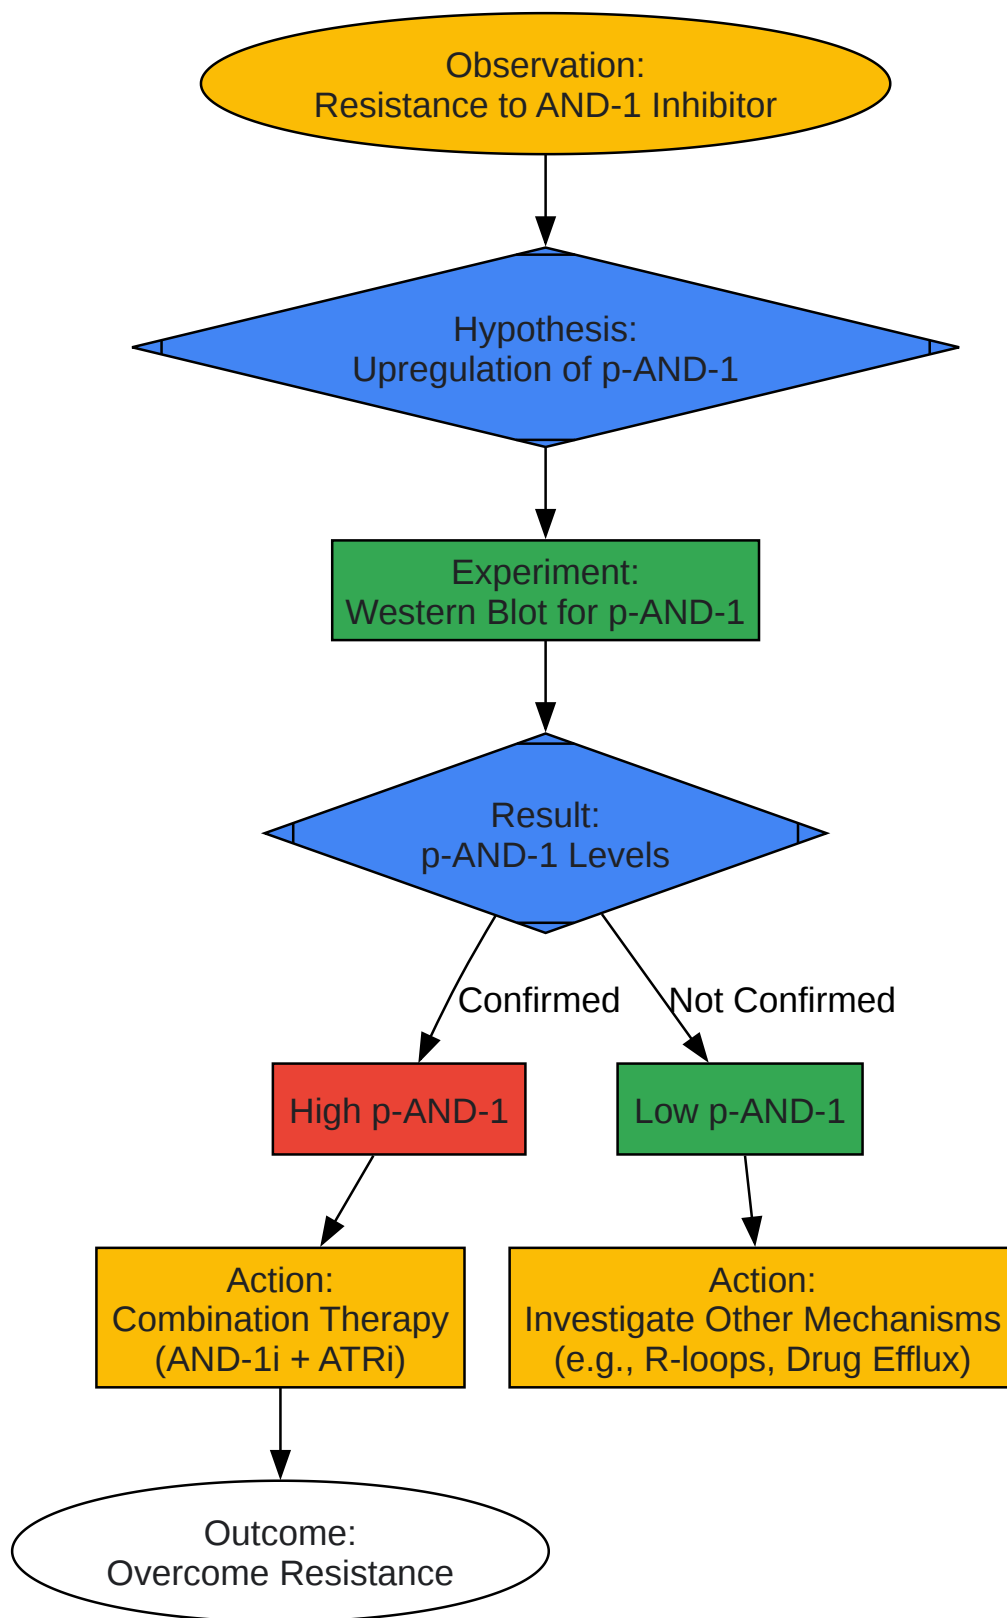 Observation:
Resistance to AND-1 Inhibitor
Hypothesis:
Upregulation of p-AND-1
Experiment:
Western Blot for p-AND-1
Result:
p-AND-1 Levels
Confirmed
Not Confirmed
High p-AND-1
Low p-AND-1
Action:
Combination Therapy
(AND-1i + ATRi)
Action:
Investigate Other Mechanisms
(e.g., R-loops, Drug Efflux)
Outcome:
Overcome Resistance